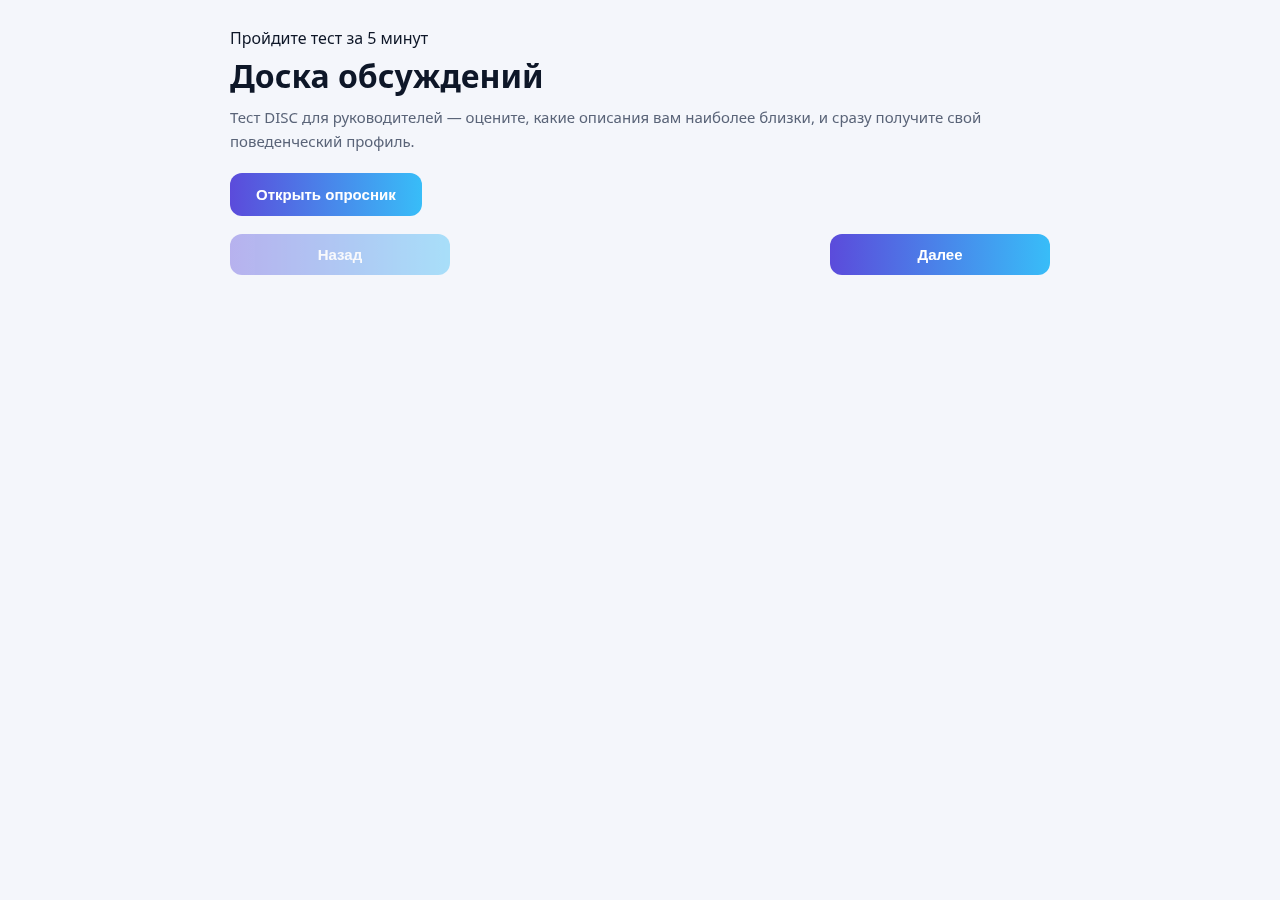 Пройдите тест за 5 минут
Доска обсуждений
Тест DISC для руководителей — оцените, какие описания вам наиболее близки, и сразу получите свой
поведенческий профиль.
Открыть опросник
Назад
Далее